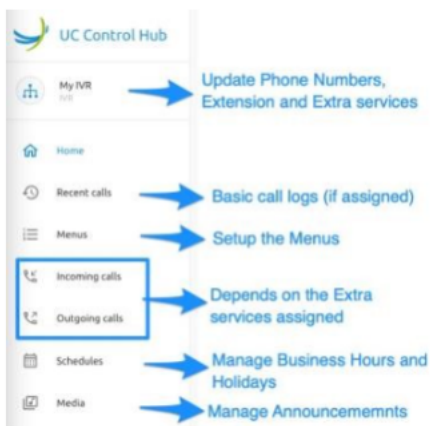 UC Control Hub
My IVR
IVR
Update Phone Numbers,
Extension and Extra services
Home
Recent calls
Basic call logs (if assigned)
Menus
Setup the Menus
Incoming calls
Outgoing calls
Depends on the Extra
services assigned
Schedules
Manage Business Hours and
Holidays
Media
Manage Announcememnts